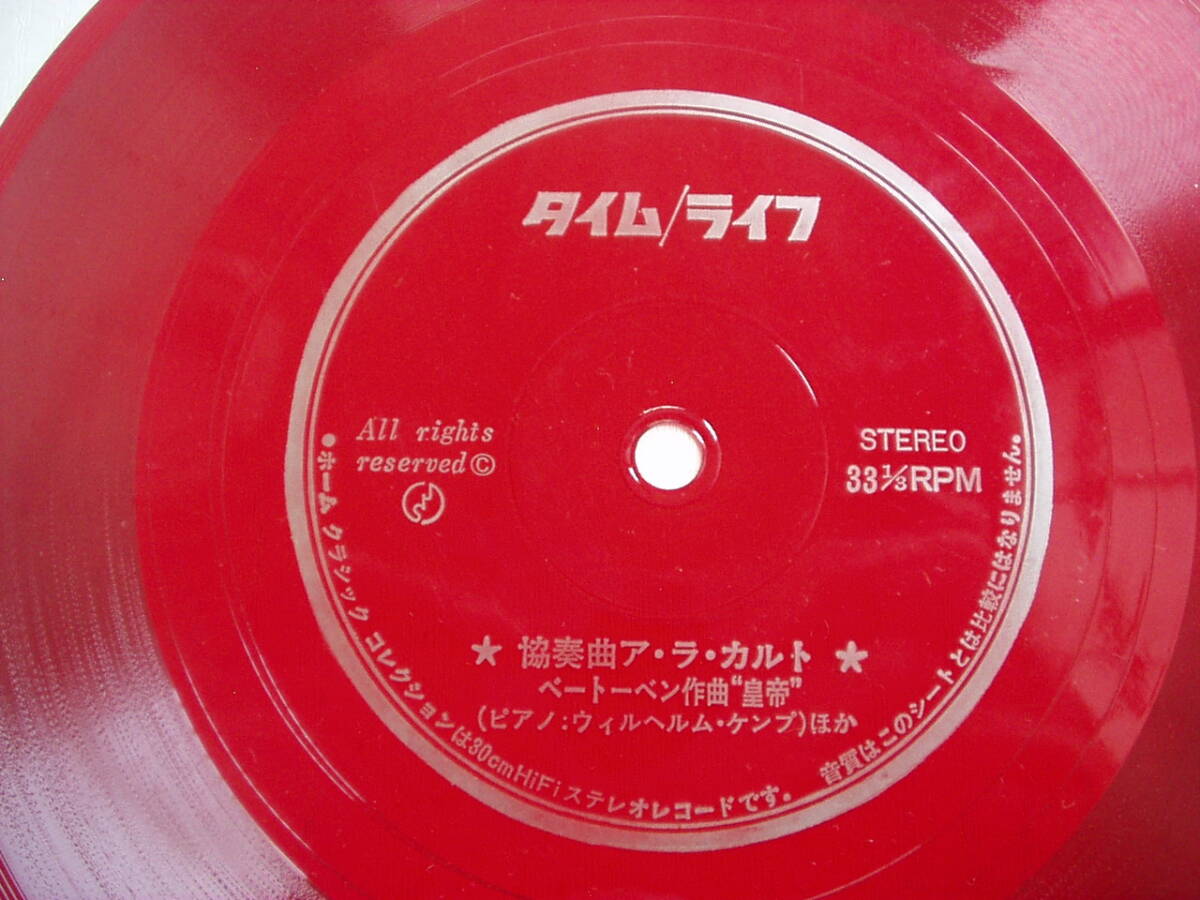 タイム/ライフ
All rights
reserved©
STEREO
33⅓RPM
★ 協奏曲ア・ラ・カルト ★
ベートーベン作曲“皇帝”
(ピアノ:ウィルヘルム・ケンプ)ほか
●ホーム クラシック コレクションは30cmHiFiステレオレコードです。 音質はこのシートとは比較にはなりません。